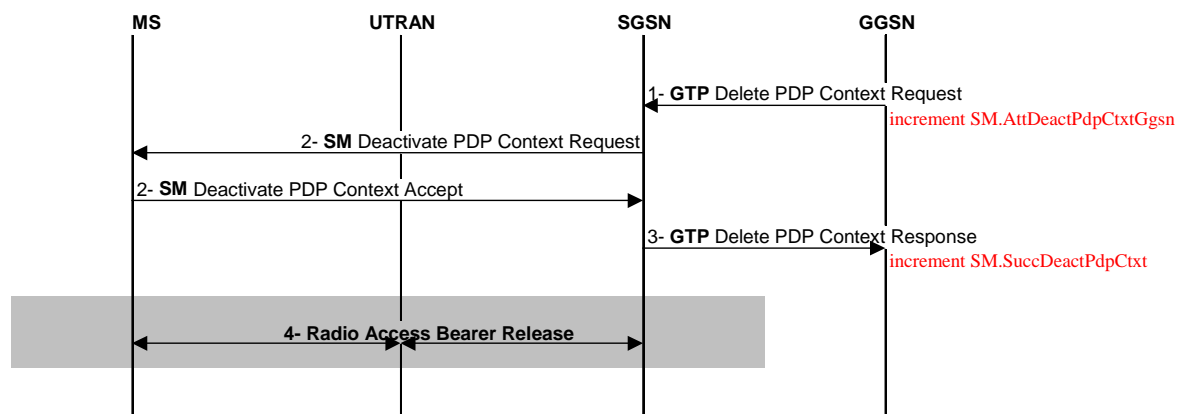 MS UTRAN SGSN GGSN
1- GTP Delete PDP Context Request
increment SM.AttDeactPdpCtxtGgsn
2- SM Deactivate PDP Context Request
2- SM Deactivate PDP Context Accept
3- GTP Delete PDP Context Response
increment SM.SuccDeactPdpCtxt
4- Radio Access Bearer Release